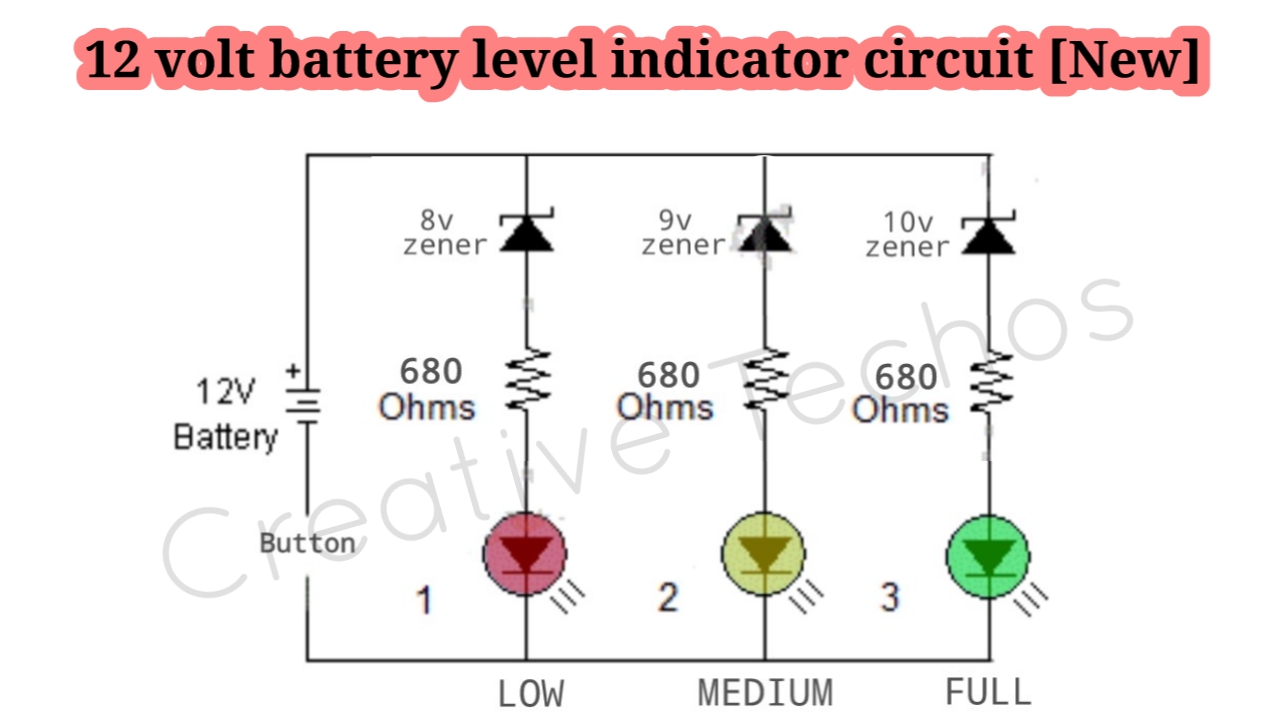 12 volt battery level indicator circuit [New]
8v
zener
9v
zener
10v
zener
+
12V
Battery
680
Ohms
680
Ohms
680
Ohms
Creative Techos
Button
1
2
3
LOW
MEDIUM
FULL